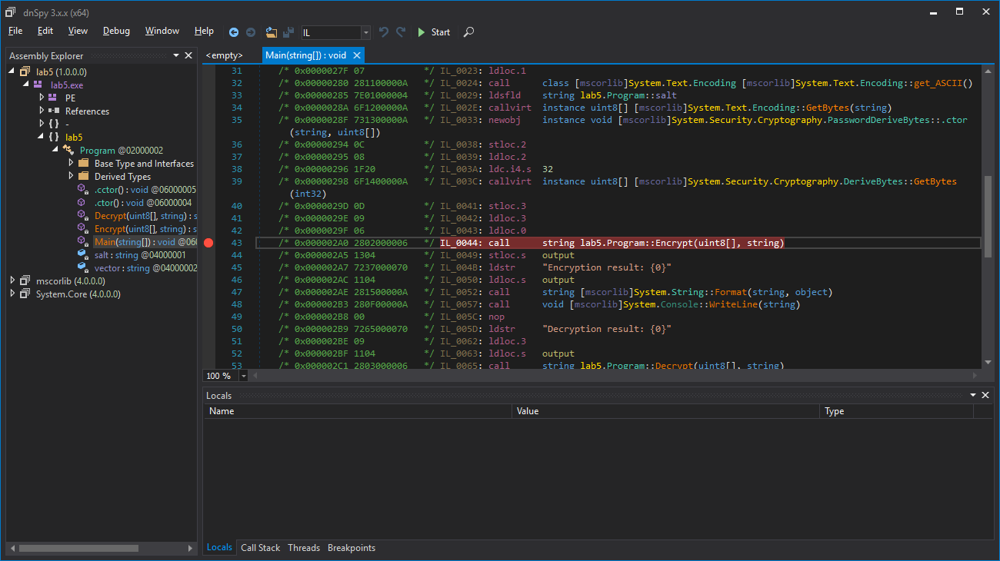 dnSpy 3.x.x (x64)
File Edit View Debug Window Help IL Start
Assembly Explorer
lab5 (1.0.0.0)
lab5.exe
PE
References
{ } -
{ } lab5
Program @02000002
Base Type and Interfaces
Derived Types
.cctor() : void @06000005
.ctor() : void @06000004
Decrypt(uint8[], string) : s
Encrypt(uint8[], string) : s
Main(string[]) : void @060
salt : string @04000001
vector : string @04000002
mscorlib (4.0.0.0)
System.Core (4.0.0.0)
<empty> Main(string[]) : void
31 /* 0x0000027F 07 */ IL_0023: ldloc.1
32 /* 0x00000280 281100000A */ IL_0024: call class [mscorlib]System.Text.Encoding [mscorlib]System.Text.Encoding::get_ASCII()
33 /* 0x00000285 7E01000004 */ IL_0029: ldsfld string lab5.Program::salt
34 /* 0x0000028A 6F1200000A */ IL_002E: callvirt instance uint8[] [mscorlib]System.Text.Encoding::GetBytes(string)
35 /* 0x0000028F 731300000A */ IL_0033: newobj instance void [mscorlib]System.Security.Cryptography.PasswordDeriveBytes::.ctor
(string, uint8[])
36 /* 0x00000294 0C */ IL_0038: stloc.2
37 /* 0x00000295 08 */ IL_0039: ldloc.2
38 /* 0x00000296 1F20 */ IL_003A: ldc.i4.s 32
39 /* 0x00000298 6F1400000A */ IL_003C: callvirt instance uint8[] [mscorlib]System.Security.Cryptography.DeriveBytes::GetBytes
(int32)
40 /* 0x0000029D 0D */ IL_0041: stloc.3
41 /* 0x0000029E 09 */ IL_0042: ldloc.3
42 /* 0x0000029F 06 */ IL_0043: ldloc.0
43 /* 0x000002A0 2802000006 */ IL_0044: call string lab5.Program::Encrypt(uint8[], string)
44 /* 0x000002A5 1304 */ IL_0049: stloc.s output
45 /* 0x000002A7 7237000070 */ IL_004B: ldstr "Encryption result: {0}"
46 /* 0x000002AC 1104 */ IL_0050: ldloc.s output
47 /* 0x000002AE 281500000A */ IL_0052: call string [mscorlib]System.String::Format(string, object)
48 /* 0x000002B3 280F00000A */ IL_0057: call void [mscorlib]System.Console::WriteLine(string)
49 /* 0x000002B8 00 */ IL_005C: nop
50 /* 0x000002B9 7265000070 */ IL_005D: ldstr "Decryption result: {0}"
51 /* 0x000002BE 09 */ IL_0062: ldloc.3
52 /* 0x000002BF 1104 */ IL_0063: ldloc.s output
53 /* 0x000002C1 2803000006 */ IL_0065: call string lab5.Program::Decrypt(uint8[], string)
100 %
Locals
Name Value Type
Locals Call Stack Threads Breakpoints